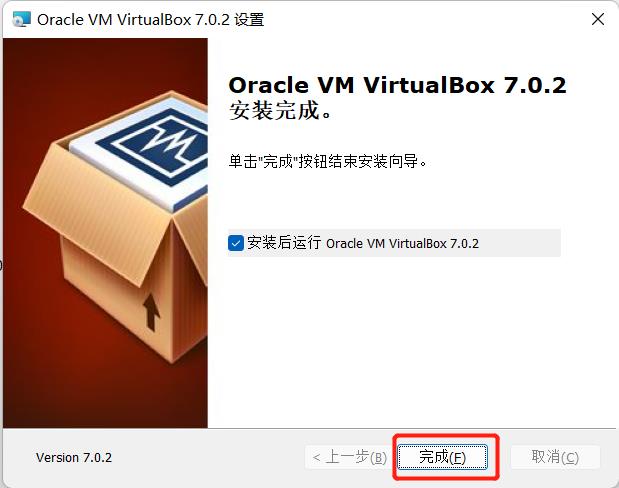 Oracle VM VirtualBox 7.0.2 设置
Oracle VM VirtualBox 7.0.2
安装完成。
单击"完成"按钮结束安装向导。
安装后运行 Oracle VM VirtualBox 7.0.2
Version 7.0.2
< 上一步(B)
完成(F)
取消(C)